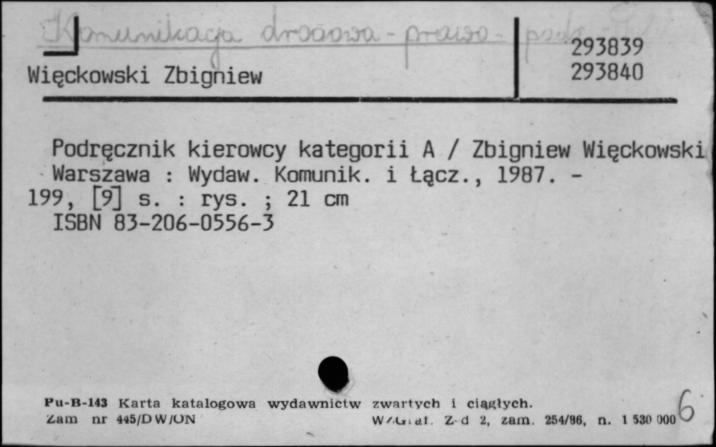 Komunikacja drogowa - prawo -
293839
Więckowski Zbigniew
293840
Podręcznik kierowcy kategorii A / Zbigniew Więckowski
Warszawa : Wydaw. Komunik. i Łącz., 1987. -
199, [9] s. : rys. ; 21 cm
ISBN 83-206-0556-3
Pu-B-143 Karta katalogowa wydawnictw zwartych i ciągłych.
Zam nr 445/DW/ON
Z-d 2, zam. 254/86, n. 1 530 000
6